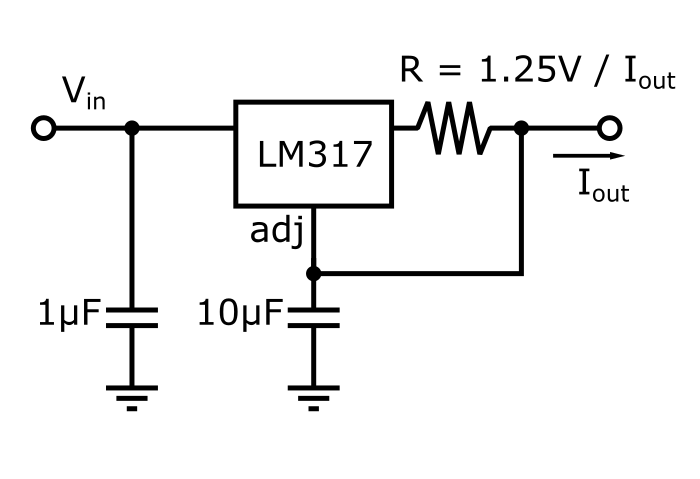 R = 1.25V / Iout
Vin
LM317
Iout
adj
1µF
10µF